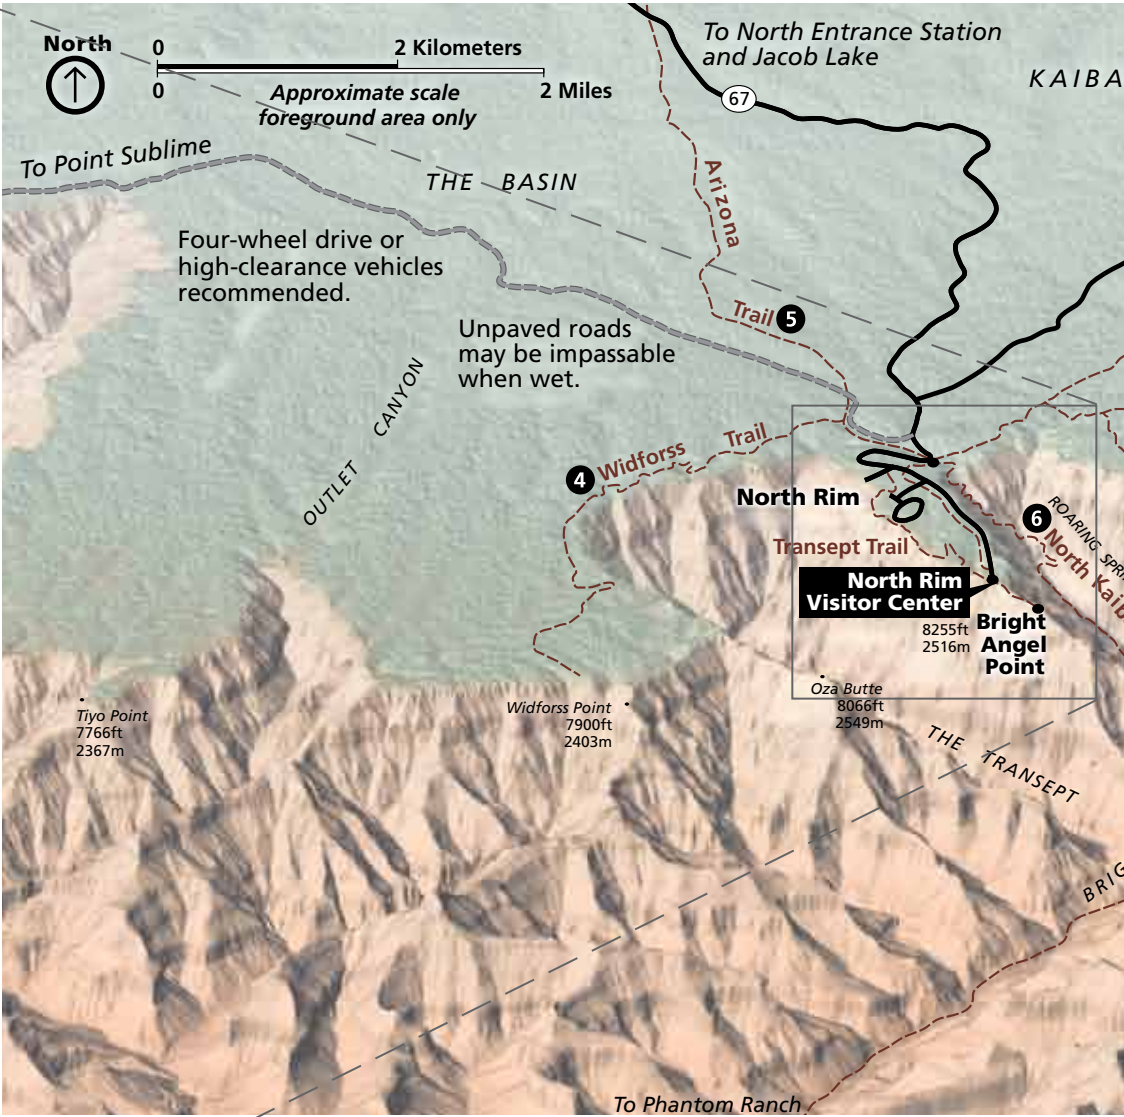 North
0
2 Kilometers
0
2 Miles
Approximate scale
foreground area only
To North Entrance Station
and Jacob Lake
67
To Point Sublime
THE BASIN
Four-wheel drive or
high-clearance vehicles
recommended.
Unpaved roads
may be impassable
when wet.
Arizona
Trail
5
OUTLET CANYON
4
Widforss Trail
North Rim
Transept Trail
6
North Rim
Visitor Center
8255ft
2516m
Bright
Angel
Point
Tiyo Point
7766ft
2367m
Widforss Point
7900ft
2403m
Oza Butte
8066ft
2549m
THE TRANSEPT
ROARING
North
To Phantom Ranch